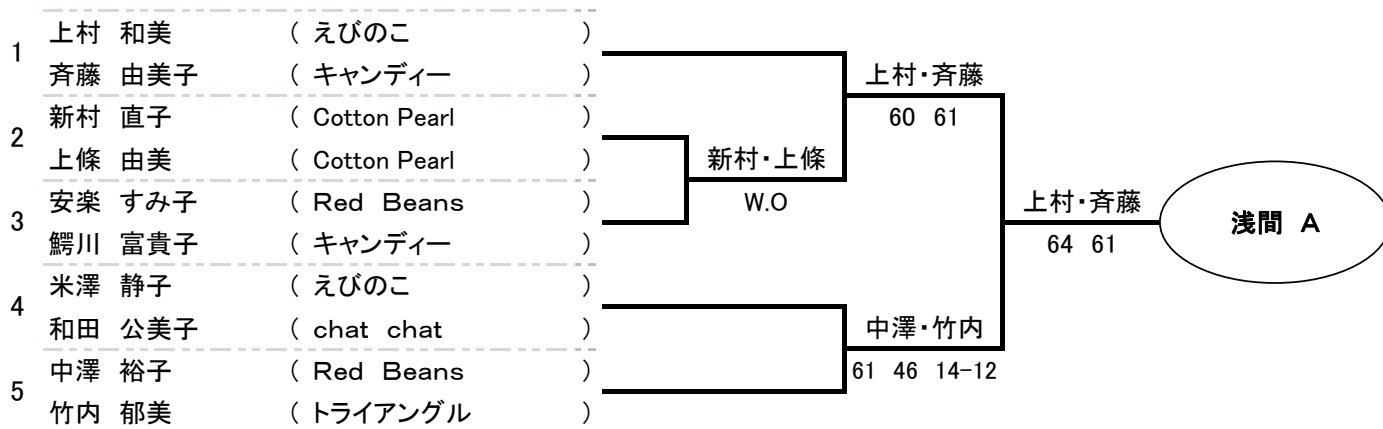 上村 和美 ( えびのこ )
1
斉藤 由美子 ( キャンディー )
上村・斉藤
新村 直子 ( Cotton Pearl )
60 61
2
上條 由美 ( Cotton Pearl )
新村・上條
安楽 すみ子 ( Red Beans )
W.O
上村・斉藤
3
浅間 A
鰐川 富貴子 ( キャンディー )
64 61
米澤 静子 ( えびのこ )
4
和田 公美子 ( chat chat )
中澤・竹内
中澤 裕子 ( Red Beans )
61 46 14-12
5
竹内 郁美 ( トライアングル )